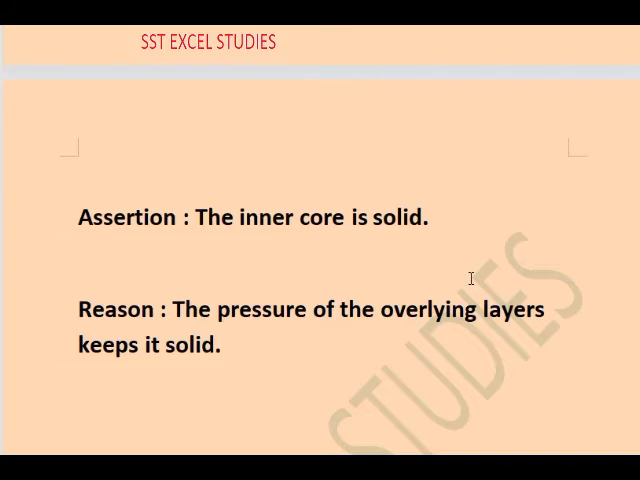 SST EXCEL STUDIES
Assertion : The inner core is solid.
Reason : The pressure of the overlying layers
keeps it solid.
STUDIES